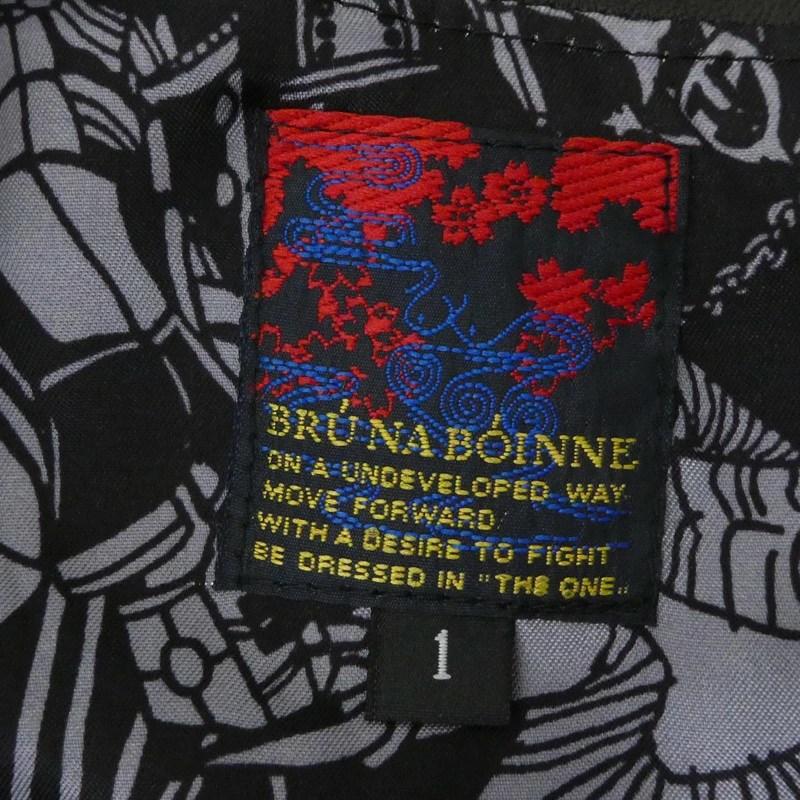 BRÚ NA BÓINNE
ON A UNDEVELOPED WAY.
MOVE FORWARD
WITH A DESIRE TO FIGHT
BE DRESSED IN "THE ONE„
1